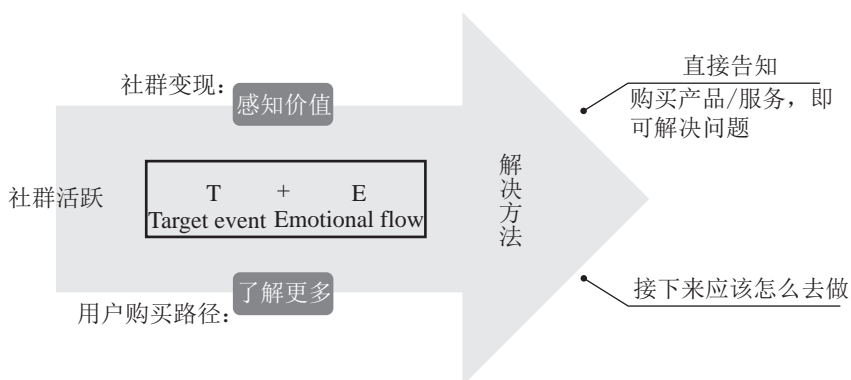 社群变现：
感知价值
社群活跃
T + E
Target event Emotional flow
用户购买路径：
了解更多
解决方法
直接告知
购买产品/服务，即
可解决问题
接下来应该怎么去做